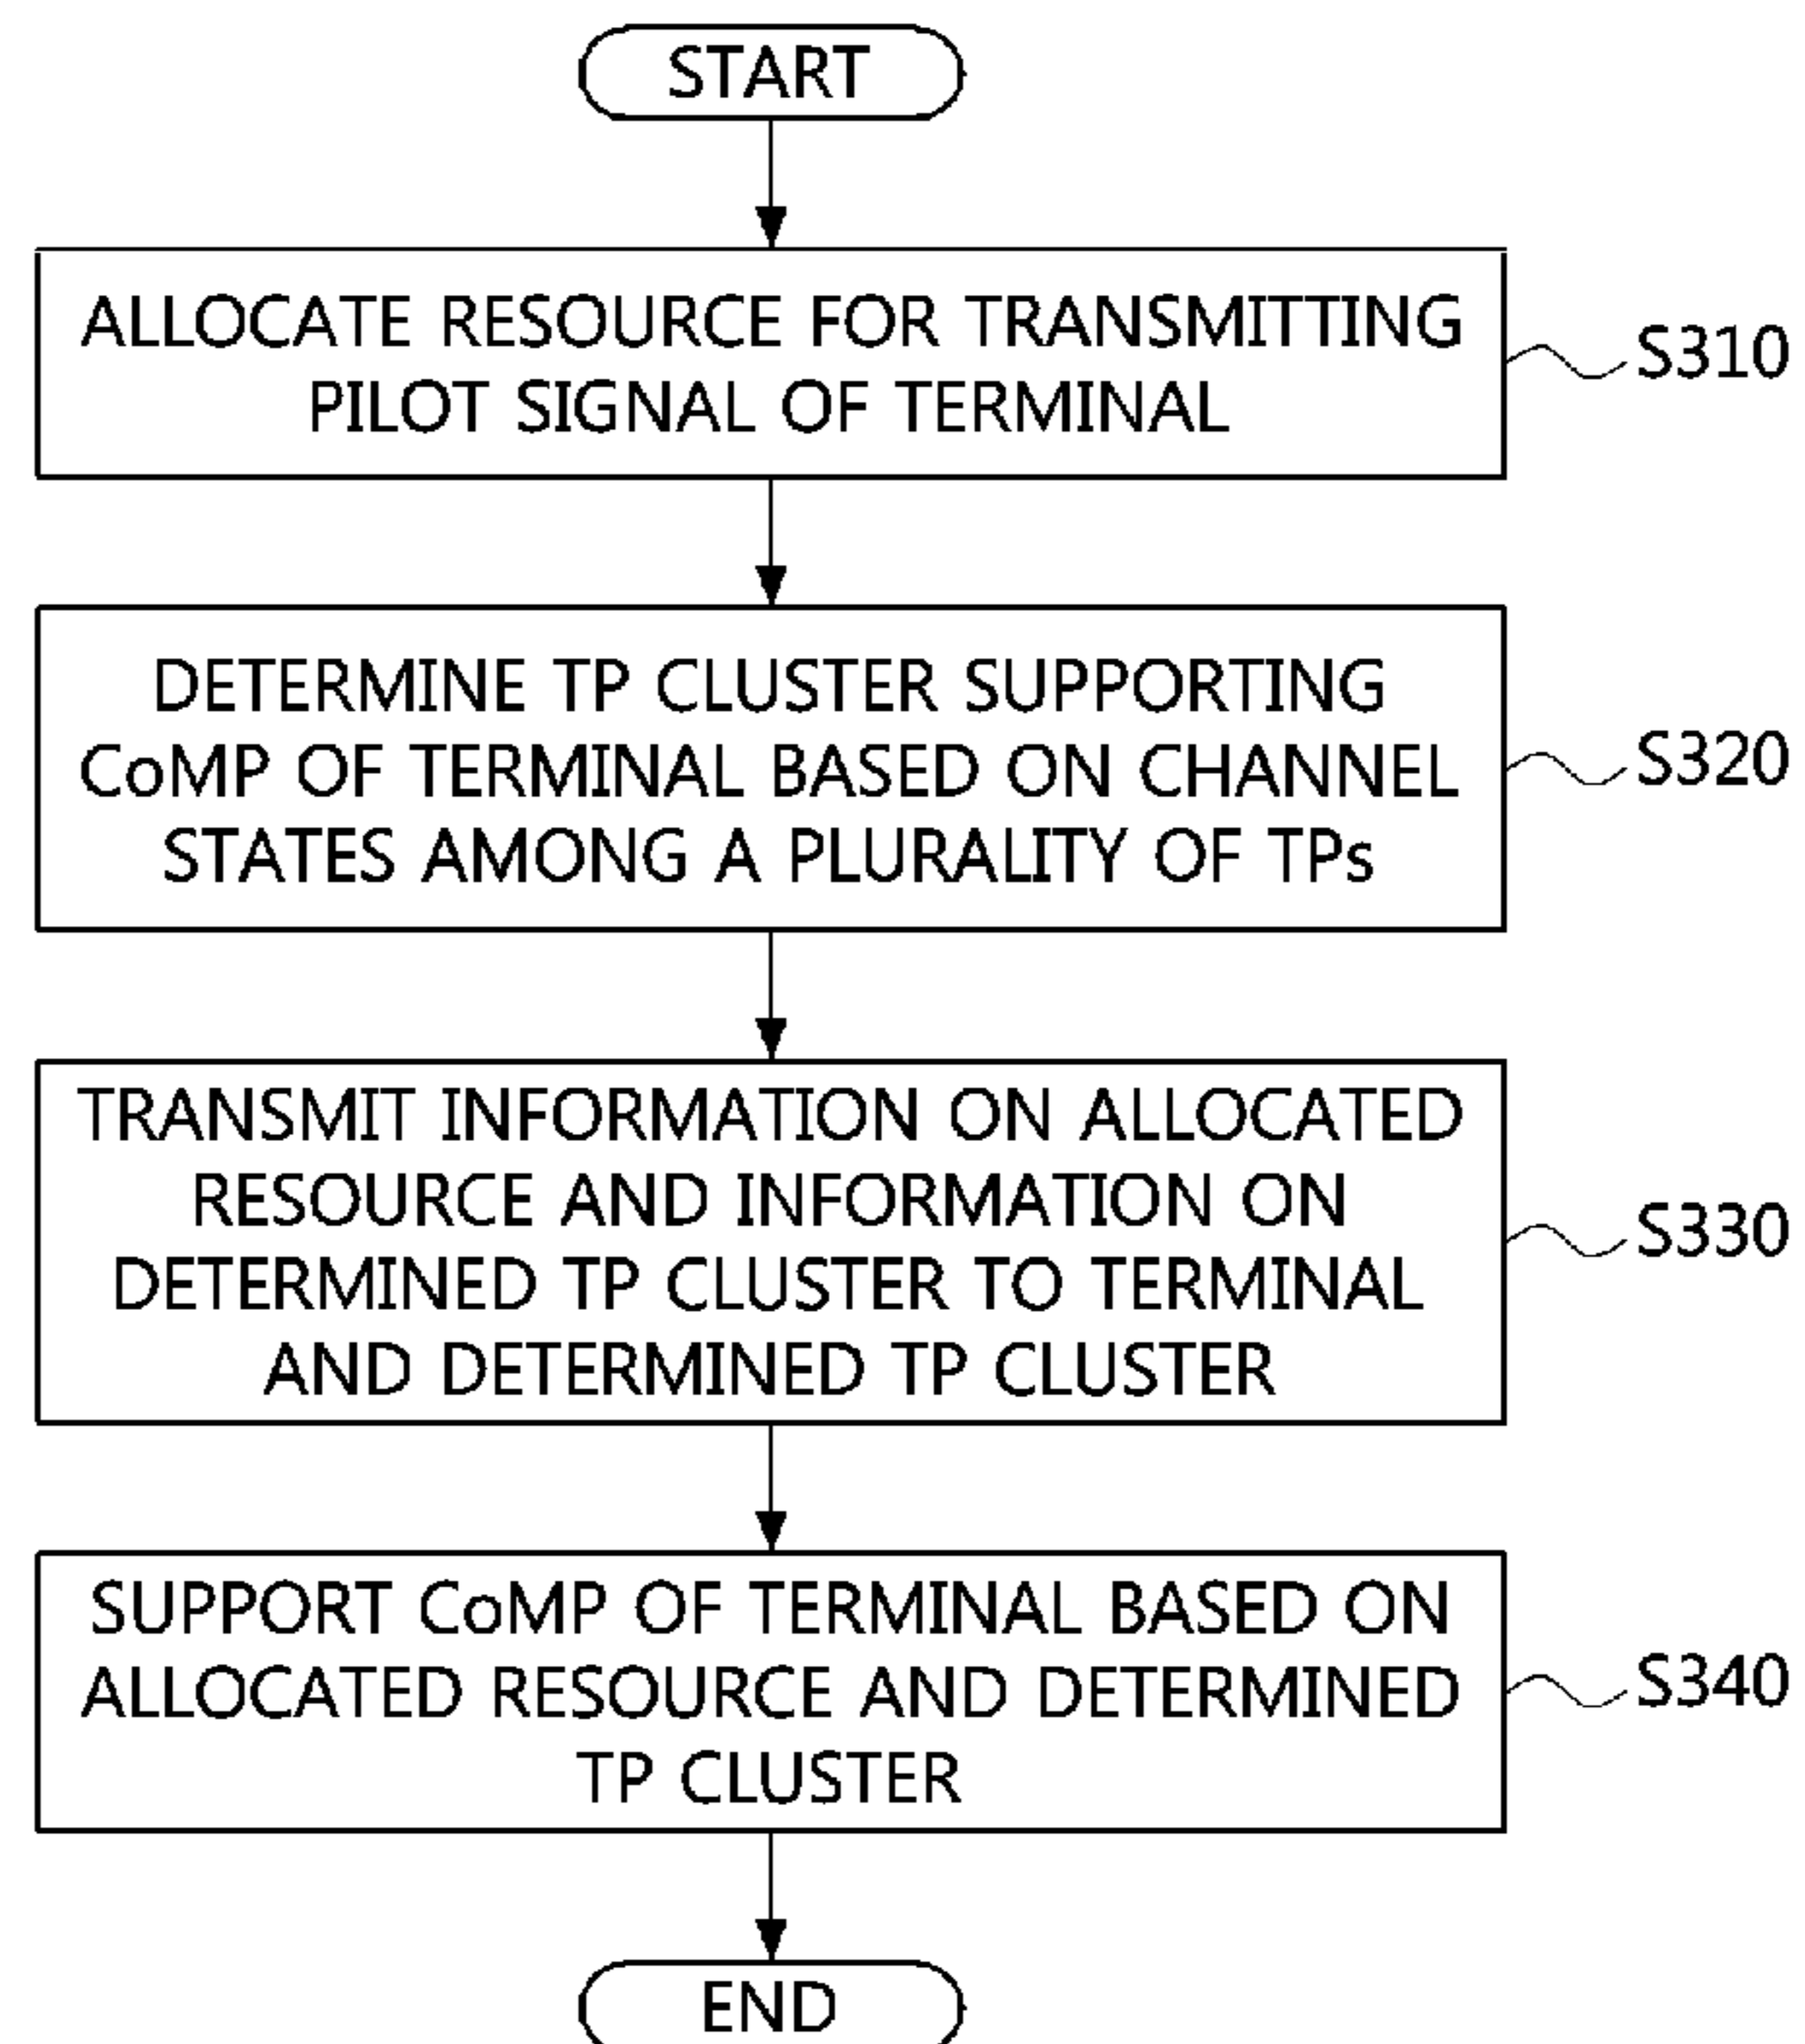 START
ALLOCATE RESOURCE FOR TRANSMITTING
PILOT SIGNAL OF TERMINAL
S310
DETERMINE TP CLUSTER SUPPORTING
CoMP OF TERMINAL BASED ON CHANNEL
STATES AMONG A PLURALITY OF TPs
S320
TRANSMIT INFORMATION ON ALLOCATED
RESOURCE AND INFORMATION ON
DETERMINED TP CLUSTER TO TERMINAL
AND DETERMINED TP CLUSTER
S330
SUPPORT CoMP OF TERMINAL BASED ON
ALLOCATED RESOURCE AND DETERMINED
TP CLUSTER
S340
END